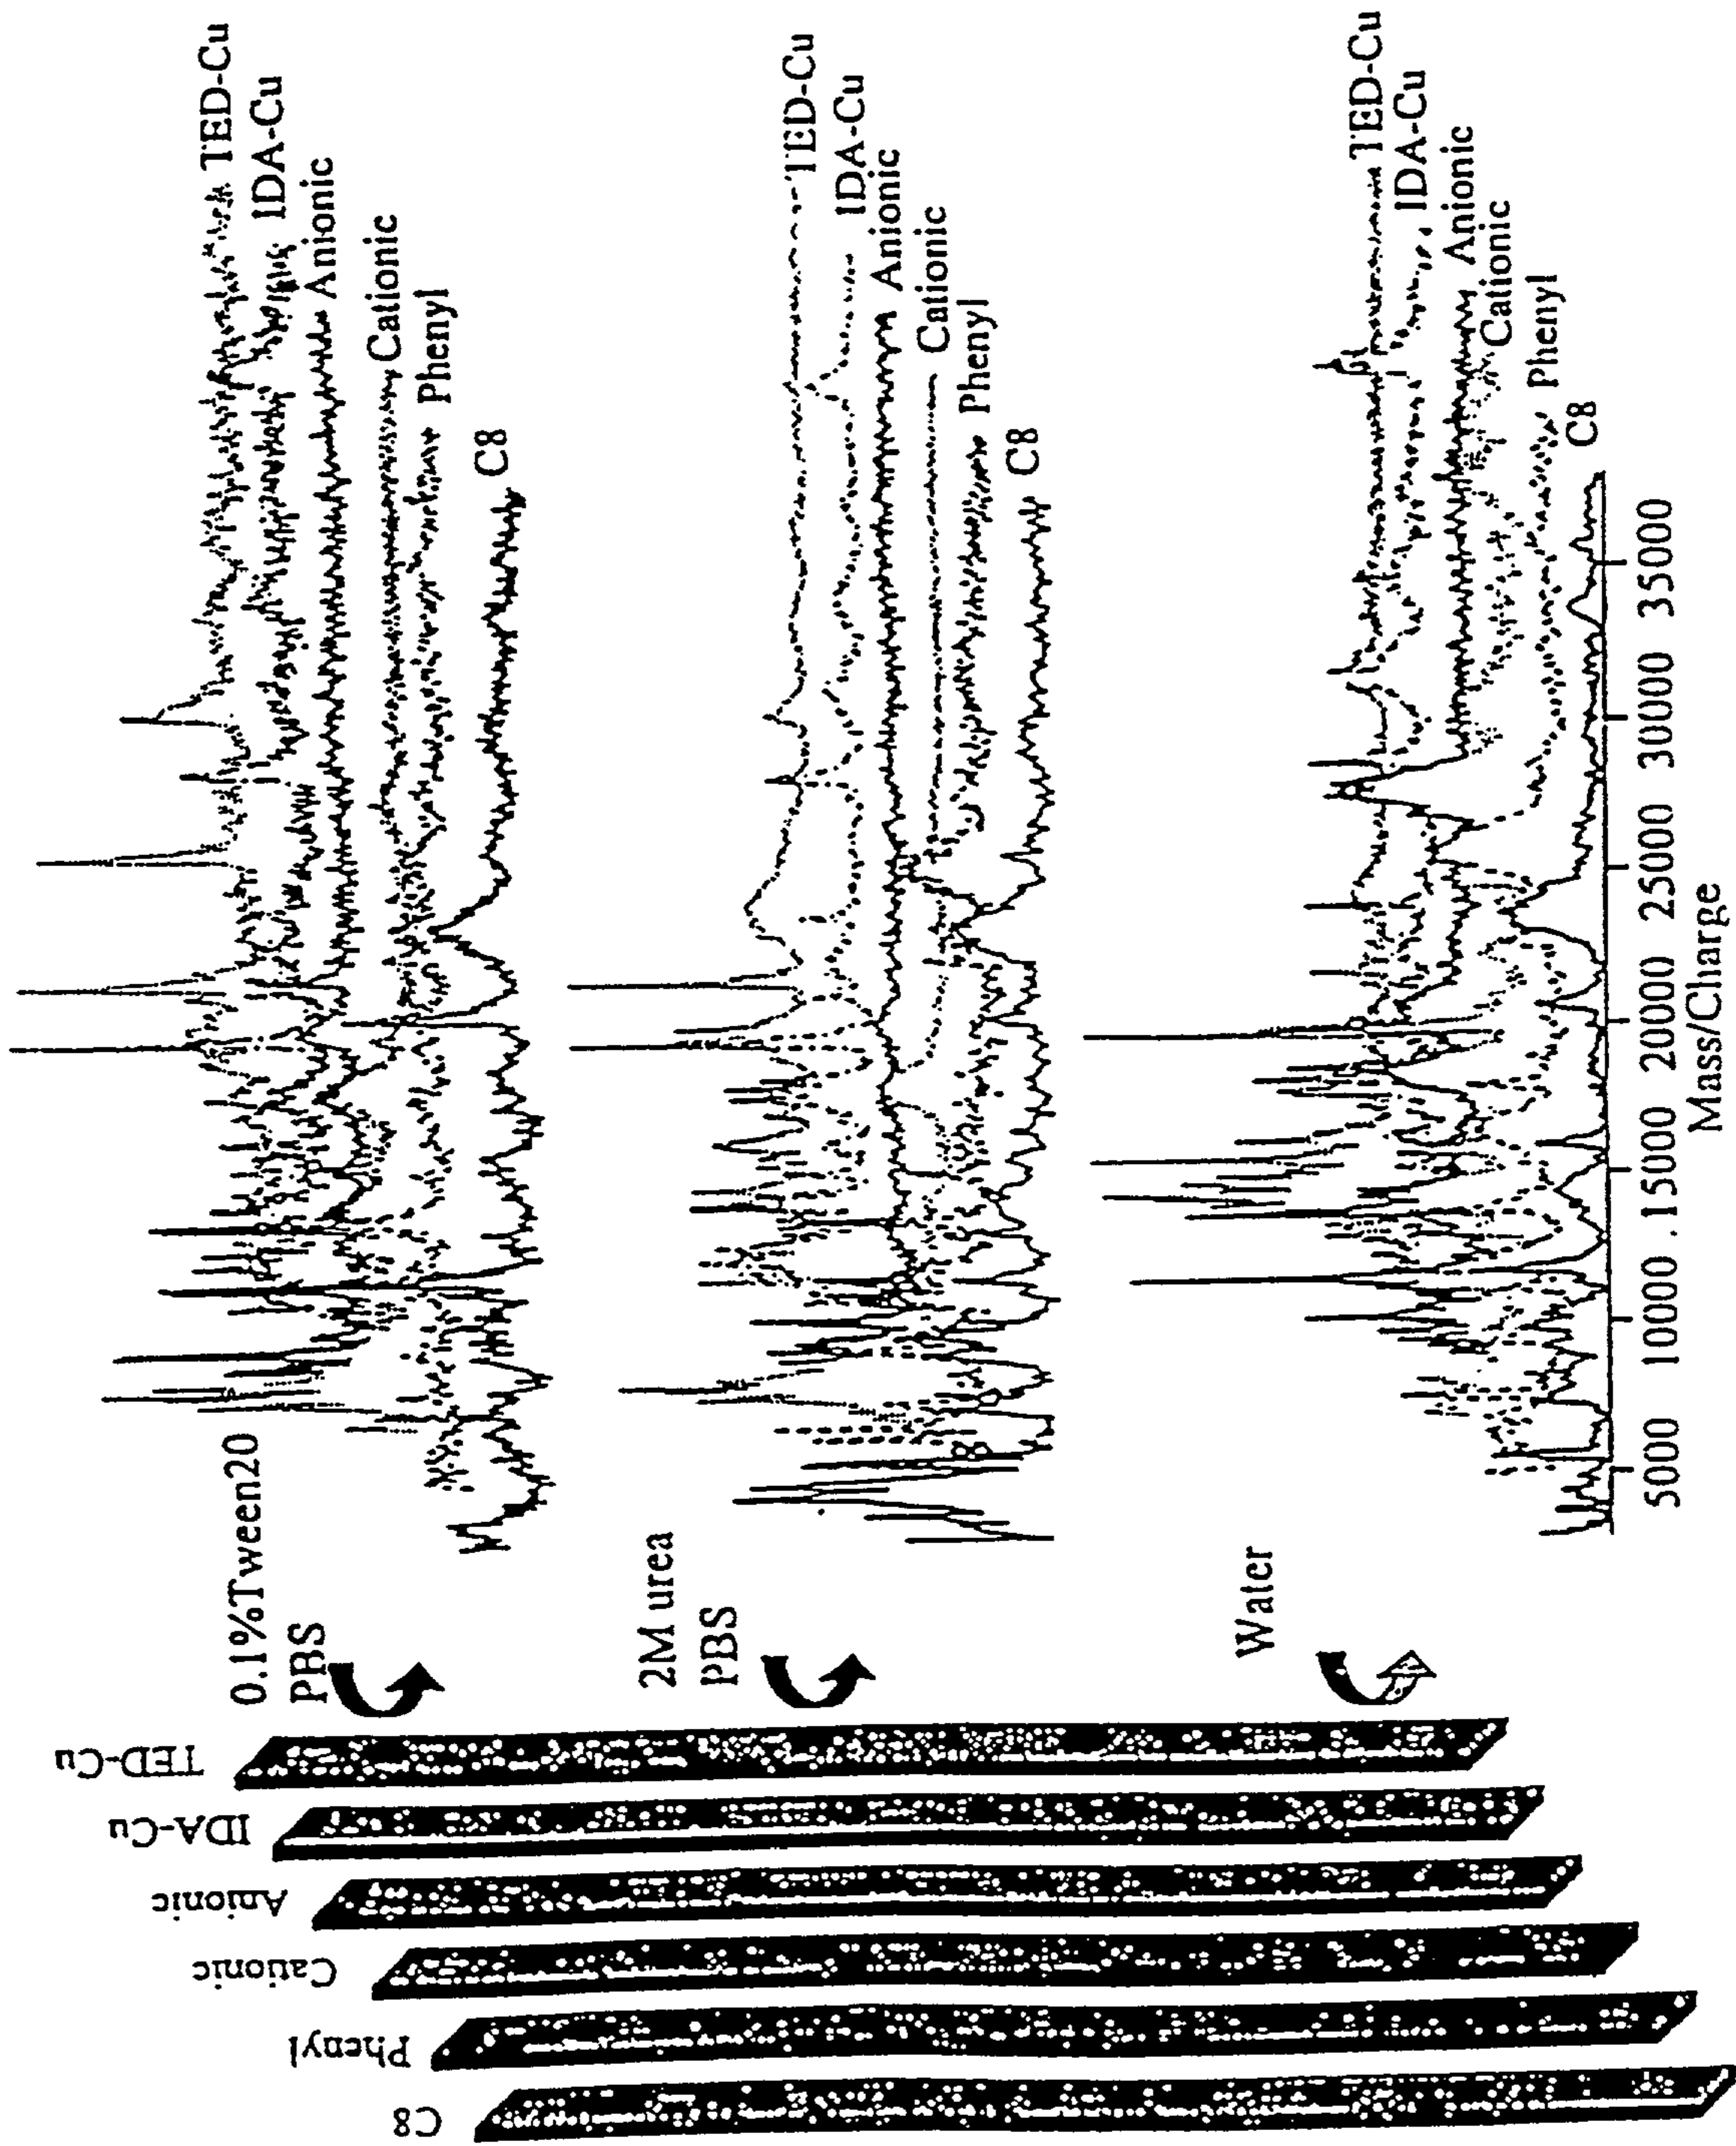 TED-Cu
IDA-Cu
Anionic
Cationic
Phenyl
C8
0.1%Tween20
PBS
TED-Cu
IDA-Cu
Anionic
Cationic
Phenyl
C8
2M urea
PBS
TED-Cu
IDA-Cu
Anionic
Cationic
Phenyl
C8
Water
TED-Cu
IDA-Cu
Anionic
Cationic
Phenyl
C8
5000 10000 15000 20000 25000 30000 35000
Mass/Charge